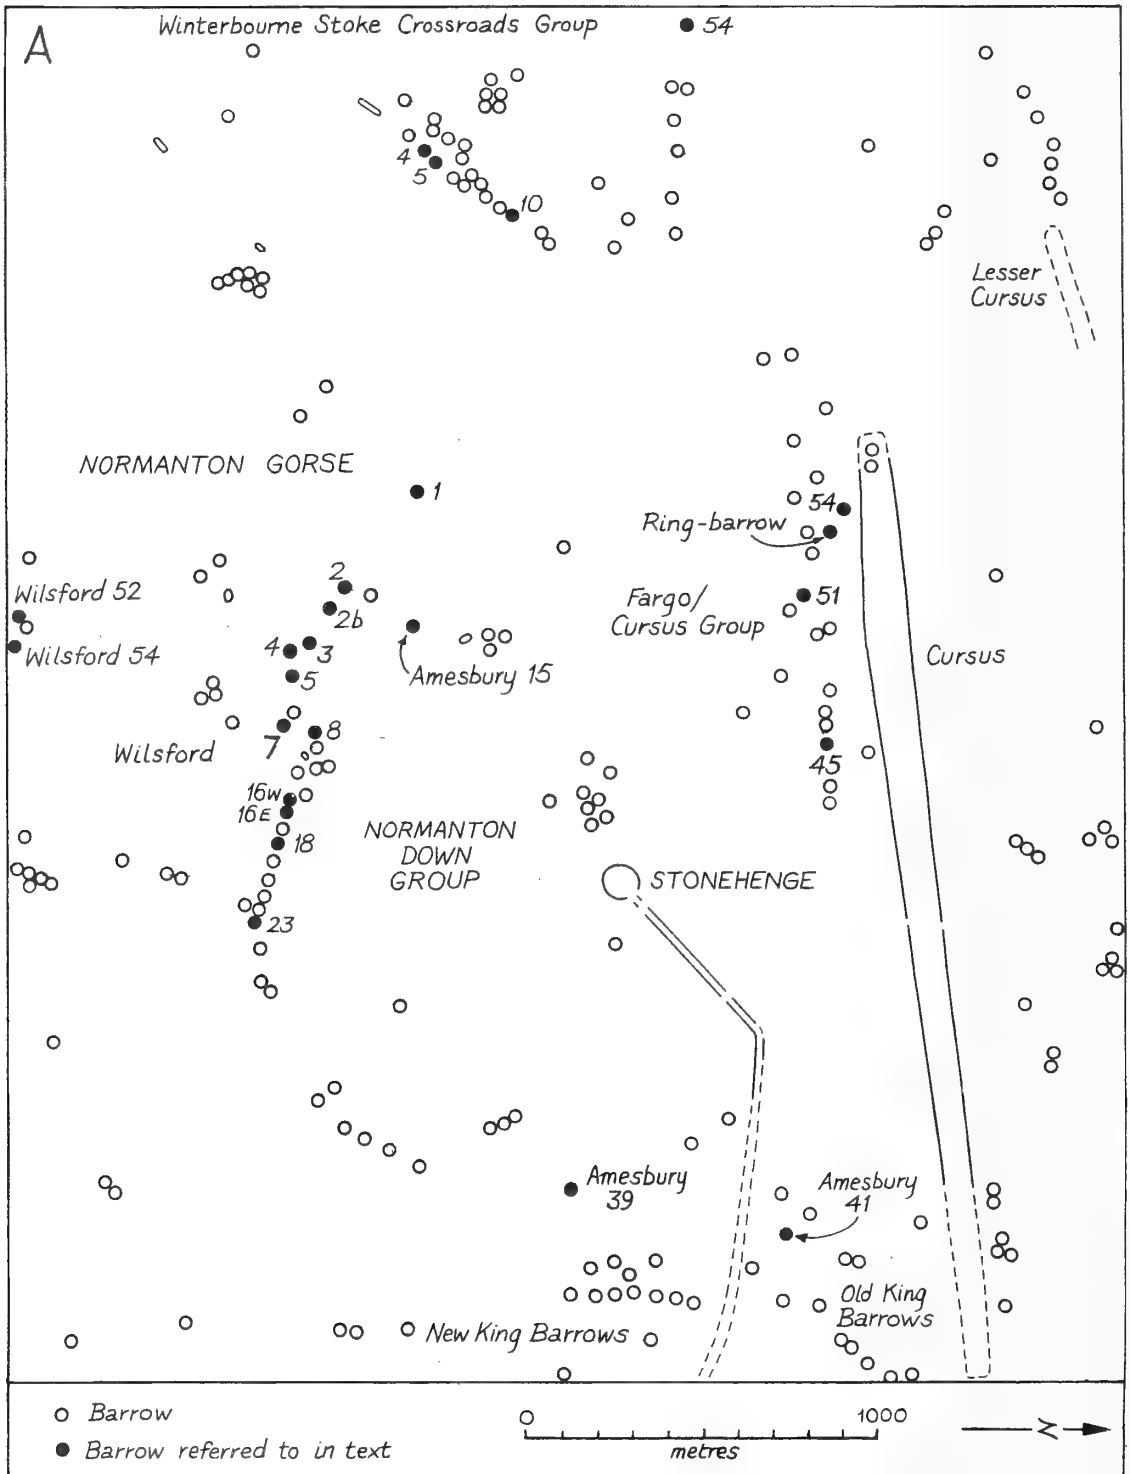 A
Winterbourne Stoke Crossroads Group
54
4
5
10
Lesser
Cursus
NORMANTON GORSE
1
54
Ring-barrow
2
2b
Wilsford 52
Wilsford 54
4
3
5
Amesbury 15
51
Fargo/
Cursus Group
Cursus
7
8
Wilsford
45
16W
16E
18
NORMANTON
DOWN
GROUP
STONEHENGE
23
Amesbury
39
Amesbury
41
Old King
Barrows
New King Barrows
Barrow
Barrow referred to in text
0
1000
metres
N